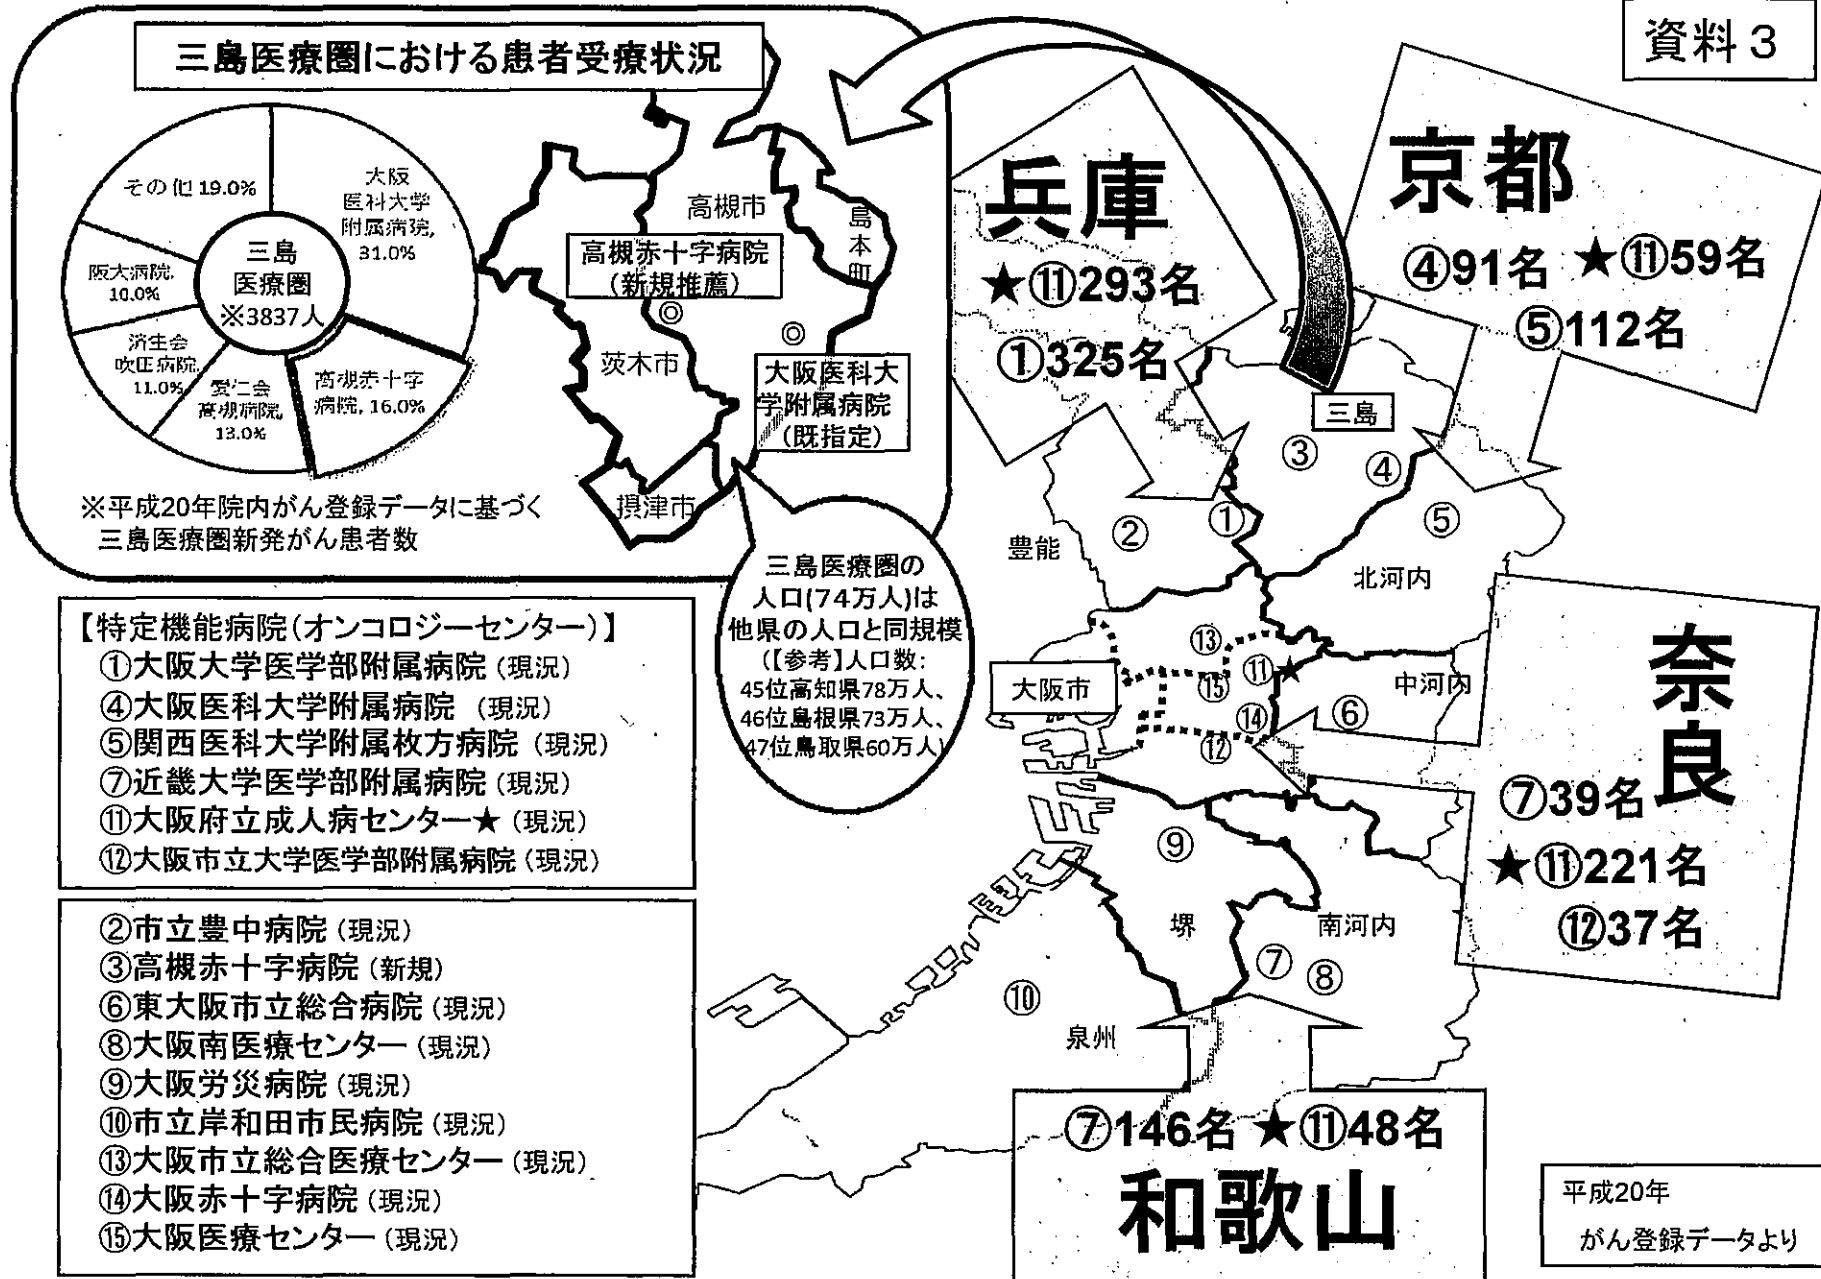 資料3
三島医療圏における患者受療状況
その他 19.0%
大阪
医科大学
附属病院,
31.0%
阪大病院,
10.0%
三島
医療圏
※3837人
済生会
吹田病院,
11.0%
愛仁会
高槻病院,
13.0%
高槻赤十字
病院, 16.0%
高槻市
島本町
高槻赤十字病院
(新規推薦)
◎
◎
茨木市
大阪医科大
学附属病院
(既指定)
摂津市
※平成20年院内がん登録データに基づく
三島医療圏新発がん患者数
三島医療圏の
人口(74万人)は
他県の人口と同規模
(【参考】人口数:
45位高知県78万人、
46位島根県73万人、
47位鳥取県60万人)
【特定機能病院(オンコロジーセンター)】
①大阪大学医学部附属病院 (現況)
④大阪医科大学附属病院 (現況)
⑤関西医科大学附属枚方病院 (現況)
⑦近畿大学医学部附属病院 (現況)
⑪大阪府立成人病センター★ (現況)
⑫大阪市立大学医学部附属病院 (現況)
②市立豊中病院 (現況)
③高槻赤十字病院 (新規)
⑥東大阪市立総合病院 (現況)
⑧大阪南医療センター (現況)
⑨大阪労災病院 (現況)
⑩市立岸和田市民病院 (現況)
⑬大阪市立総合医療センター (現況)
⑭大阪赤十字病院 (現況)
⑮大阪医療センター (現況)
兵庫
★⑪293名
①325名
京都
④91名 ★⑪59名
⑤112名
三島
③
④
⑤
①
②
豊能
北河内
⑬
⑪★
⑮
大阪市
中河内
⑭
⑥
⑫
奈良
⑦39名
★⑪221名
⑫37名
⑨
堺
南河内
⑦
⑧
⑩
泉州
⑦146名 ★⑪48名
和歌山
平成20年
がん登録データより